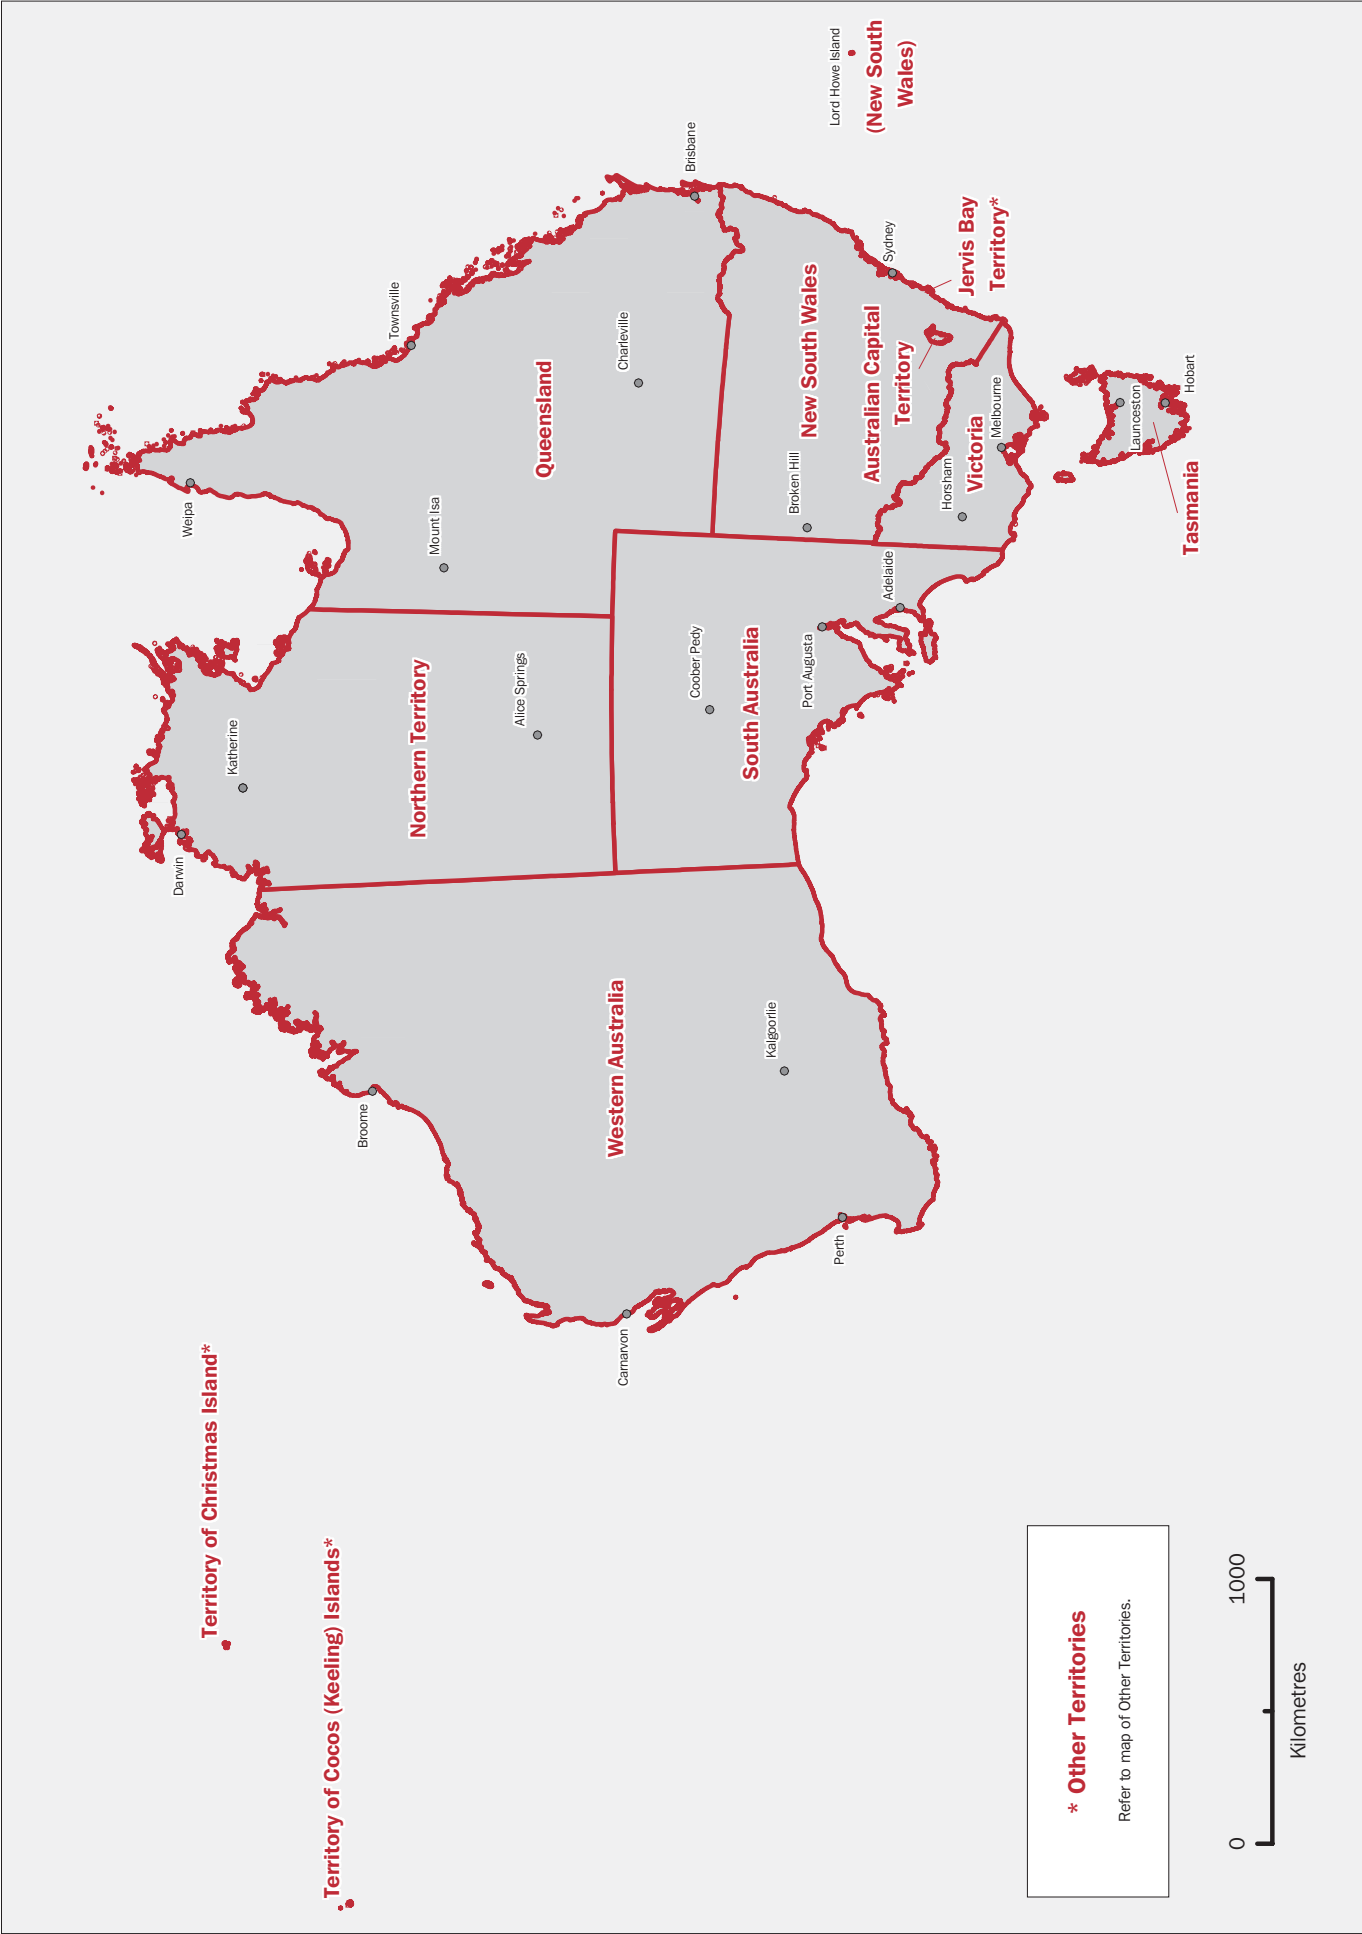 Territory of Christmas Island*
Territory of Cocos (Keeling) Islands*
Darwin
Katherine
Weipa
Broome
Northern Territory
Mount Isa
Townsville
Alice Springs
Queensland
Carnarvon
Western Australia
Charleville
Coober Pedy
Brisbane
South Australia
Kalgoorlie
Broken Hill
New South Wales
Port Augusta
Lord Howe Island
(New South
Wales)
Perth
Adelaide
Australian Capital
Territory
Sydney
Horsham
Victoria
Melbourne
Jervis Bay
Territory*
Launceston
Hobart
Tasmania
* Other Territories
Refer to map of Other Territories.
0
1000
Kilometres